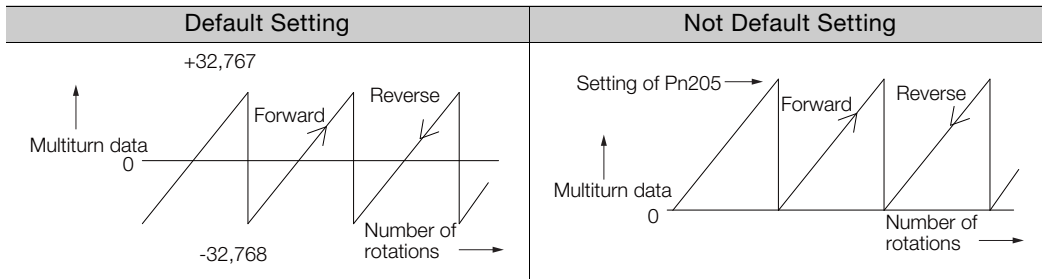 Default Setting
Not Default Setting
+32,767
Reverse
Forward
Multiturn data
0
Number of
rotations
-32,768
Setting of Pn205
Reverse
Forward
Multiturn data
0
Number of
rotations